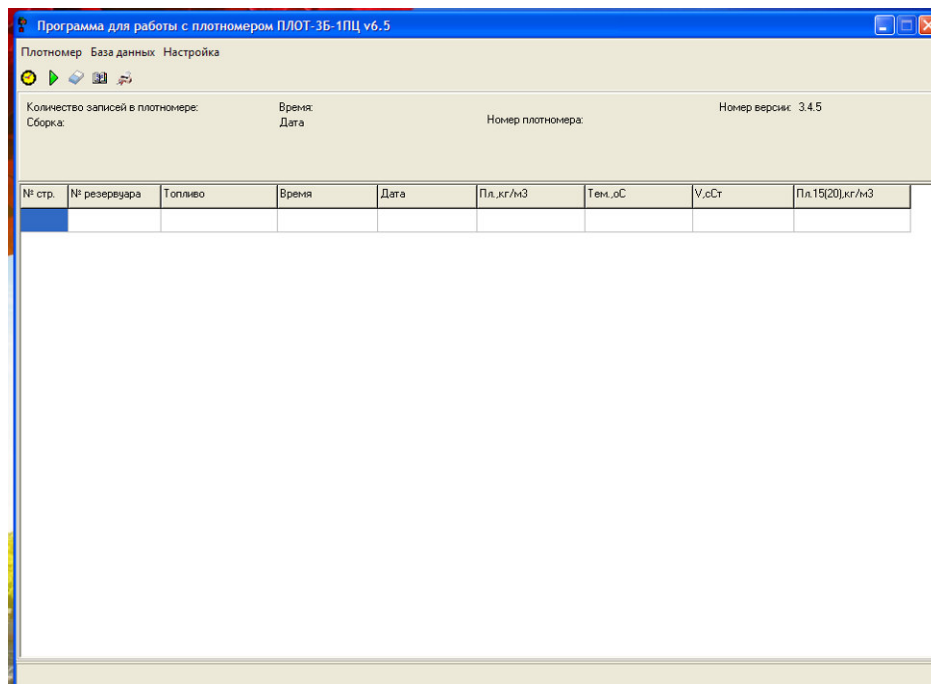 Программа для работы с плотномером ПЛОТ-3Б-1ПЦ v6.5
Плотномер База данных Настройка
Количество записей в плотномере: Время: Номер версии: 3.4.5
Сборка: Дата Номер плотномера:
№ стр. № резервуара Топливо Время Дата Пл.,кг/м3 Тем.,оС V,сСт Пл.15(20),кг/м3